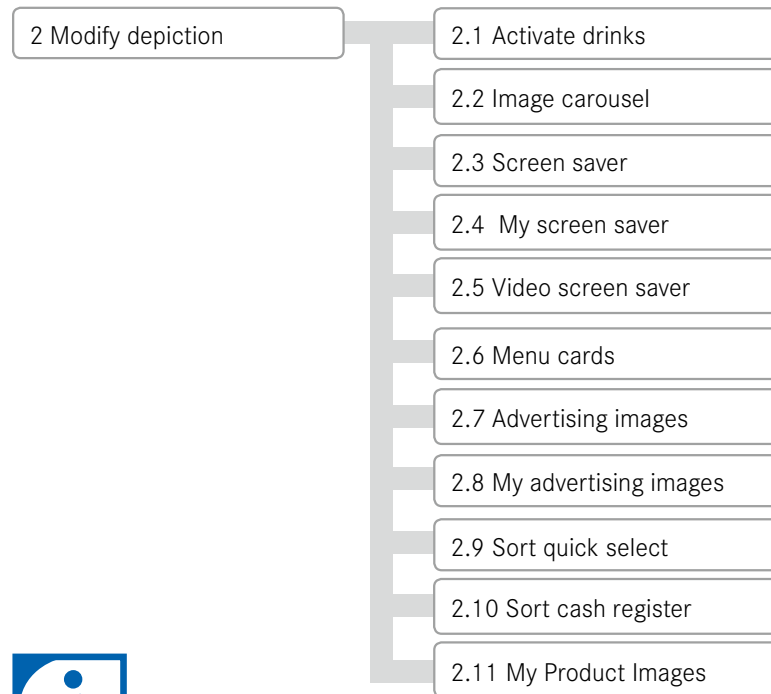 2 Modify depiction
2.1 Activate drinks
2.2 Image carousel
2.3 Screen saver
2.4 My screen saver
2.5 Video screen saver
2.6 Menu cards
2.7 Advertising images
2.8 My advertising images
2.9 Sort quick select
2.10 Sort cash register
2.11 My Product Images